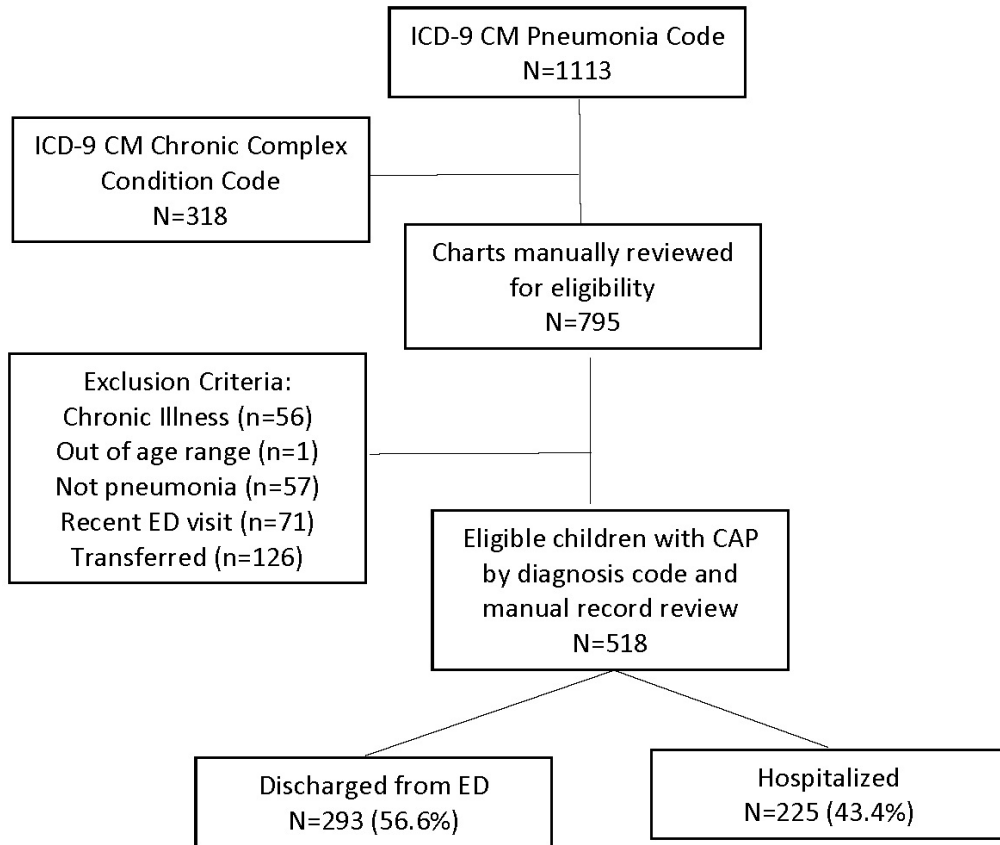 ICD-9 CM Pneumonia Code
N=1113
ICD-9 CM Chronic Complex
Condition Code
N=318
Charts manually reviewed
for eligibility
N=795
Exclusion Criteria:
Chronic Illness (n=56)
Out of age range (n=1)
Not pneumonia (n=57)
Recent ED visit (n=71)
Transferred (n=126)
Eligible children with CAP
by diagnosis code and
manual record review
N=518
Discharged from ED
N=293 (56.6%)
Hospitalized
N=225 (43.4%)